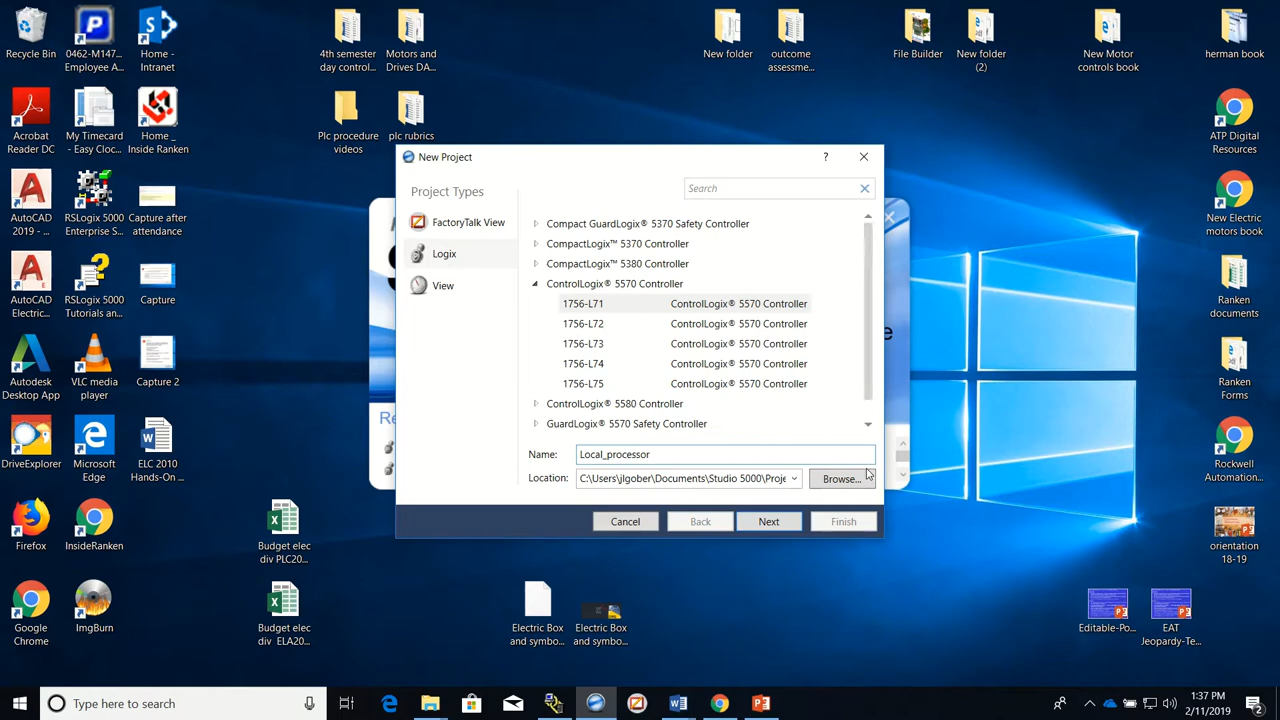 Recycle Bin
0462-M147...
Employee A...
Home -
Intranet
4th semester
day control...
Motors and
Drives DA...
New folder
outcome
assessme...
File Builder
New folder
(2)
New Motor
controls book
herman book
Acrobat
Reader DC
My Timecard
- Easy Cloc...
Home _
Inside Ranken
Plc procedure
videos
plc rubrics
ATP Digital
Resources
New Project
?
Project Types
Search
FactoryTalk View
Logix
View
Compact GuardLogix® 5370 Safety Controller
CompactLogix™ 5370 Controller
CompactLogix™ 5380 Controller
ControlLogix® 5570 Controller
1756-L71 ControlLogix® 5570 Controller
1756-L72 ControlLogix® 5570 Controller
1756-L73 ControlLogix® 5570 Controller
1756-L74 ControlLogix® 5570 Controller
1756-L75 ControlLogix® 5570 Controller
ControlLogix® 5580 Controller
GuardLogix® 5570 Safety Controller
Name: Local_processor
Location: C:\Users\jlgober\Documents\Studio 5000\Proje
Browse...
Cancel
Back
Next
Finish
Re
e
AutoCAD
2019 - ...
RSLogix 5000
Enterprise S...
Capture after
attendance
New Electric
motors book
AutoCAD
Electric...
RSLogix 5000
Tutorials an...
Capture
Ranken
documents
Autodesk
Desktop App
VLC media
player
Capture 2
Ranken
Forms
DriveExplorer
Microsoft
Edge
ELC 2010
Hands-On ...
Rockwell
Automation...
Firefox
InsideRanken
Budget elec
div PLC20...
orientation
18-19
Google
Chrome
ImgBurn
Budget elec
div ELA20...
Electric Box
and symbo...
Electric Box
and symbo...
Editable-Po...
EAT
Jeopardy-Te...
Type here to search
1:37 PM
2/11/2019
2